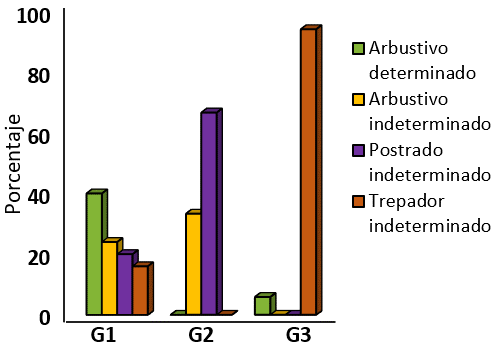 100
80
60
40
20
0
Porcentaje
G1
G2
G3
Arbustivo
determinado
Arbustivo
indeterminado
Postrado
indeterminado
Trepador
indeterminado